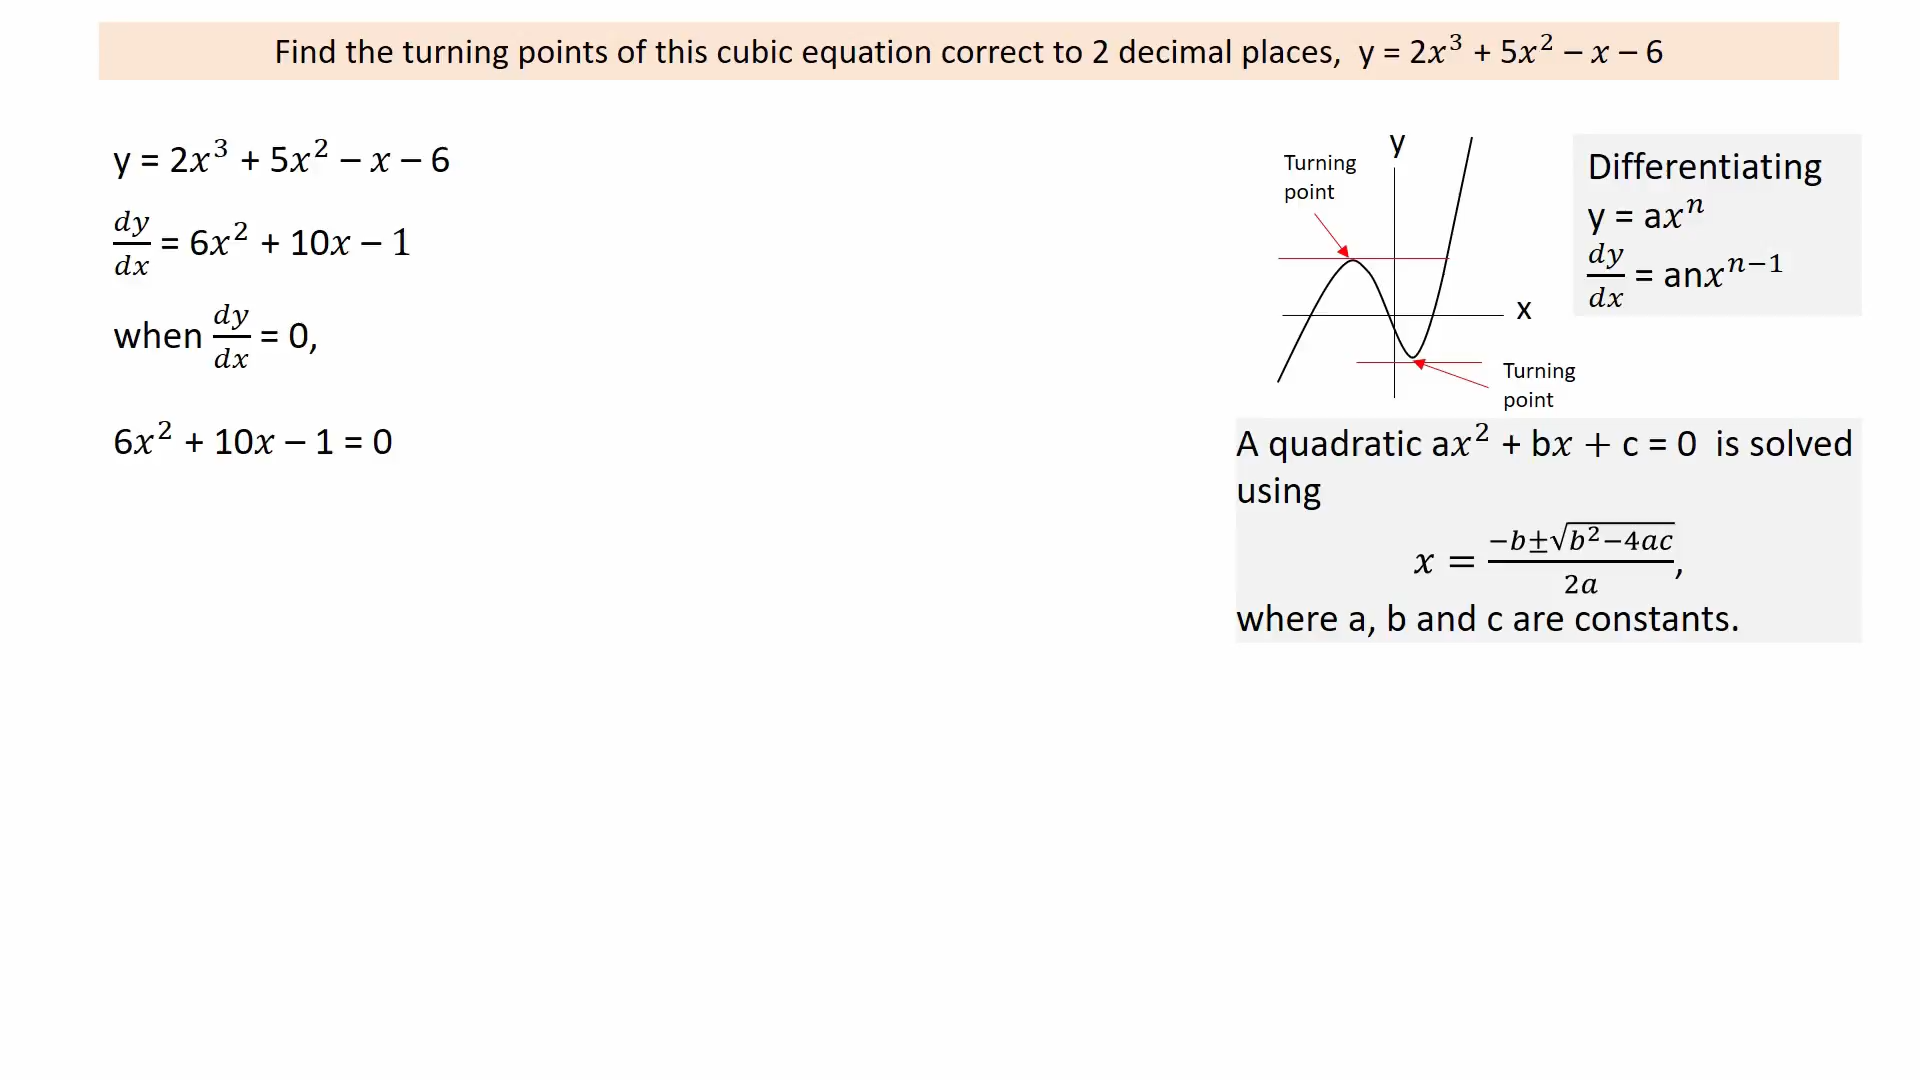 Find the turning points of this cubic equation correct to 2 decimal places,  y = 2x³ + 5x² – x – 6
y = 2x³ + 5x² – x – 6
dy/dx = 6x² + 10x – 1
when dy/dx = 0,
6x² + 10x – 1 = 0
y
Turning
point
x
Turning
point
Differentiating
y = axⁿ
dy/dx = anxⁿ⁻¹
A quadratic ax² + bx + c = 0  is solved
using
x = (−b±√(b²−4ac))/(2a),
where a, b and c are constants.